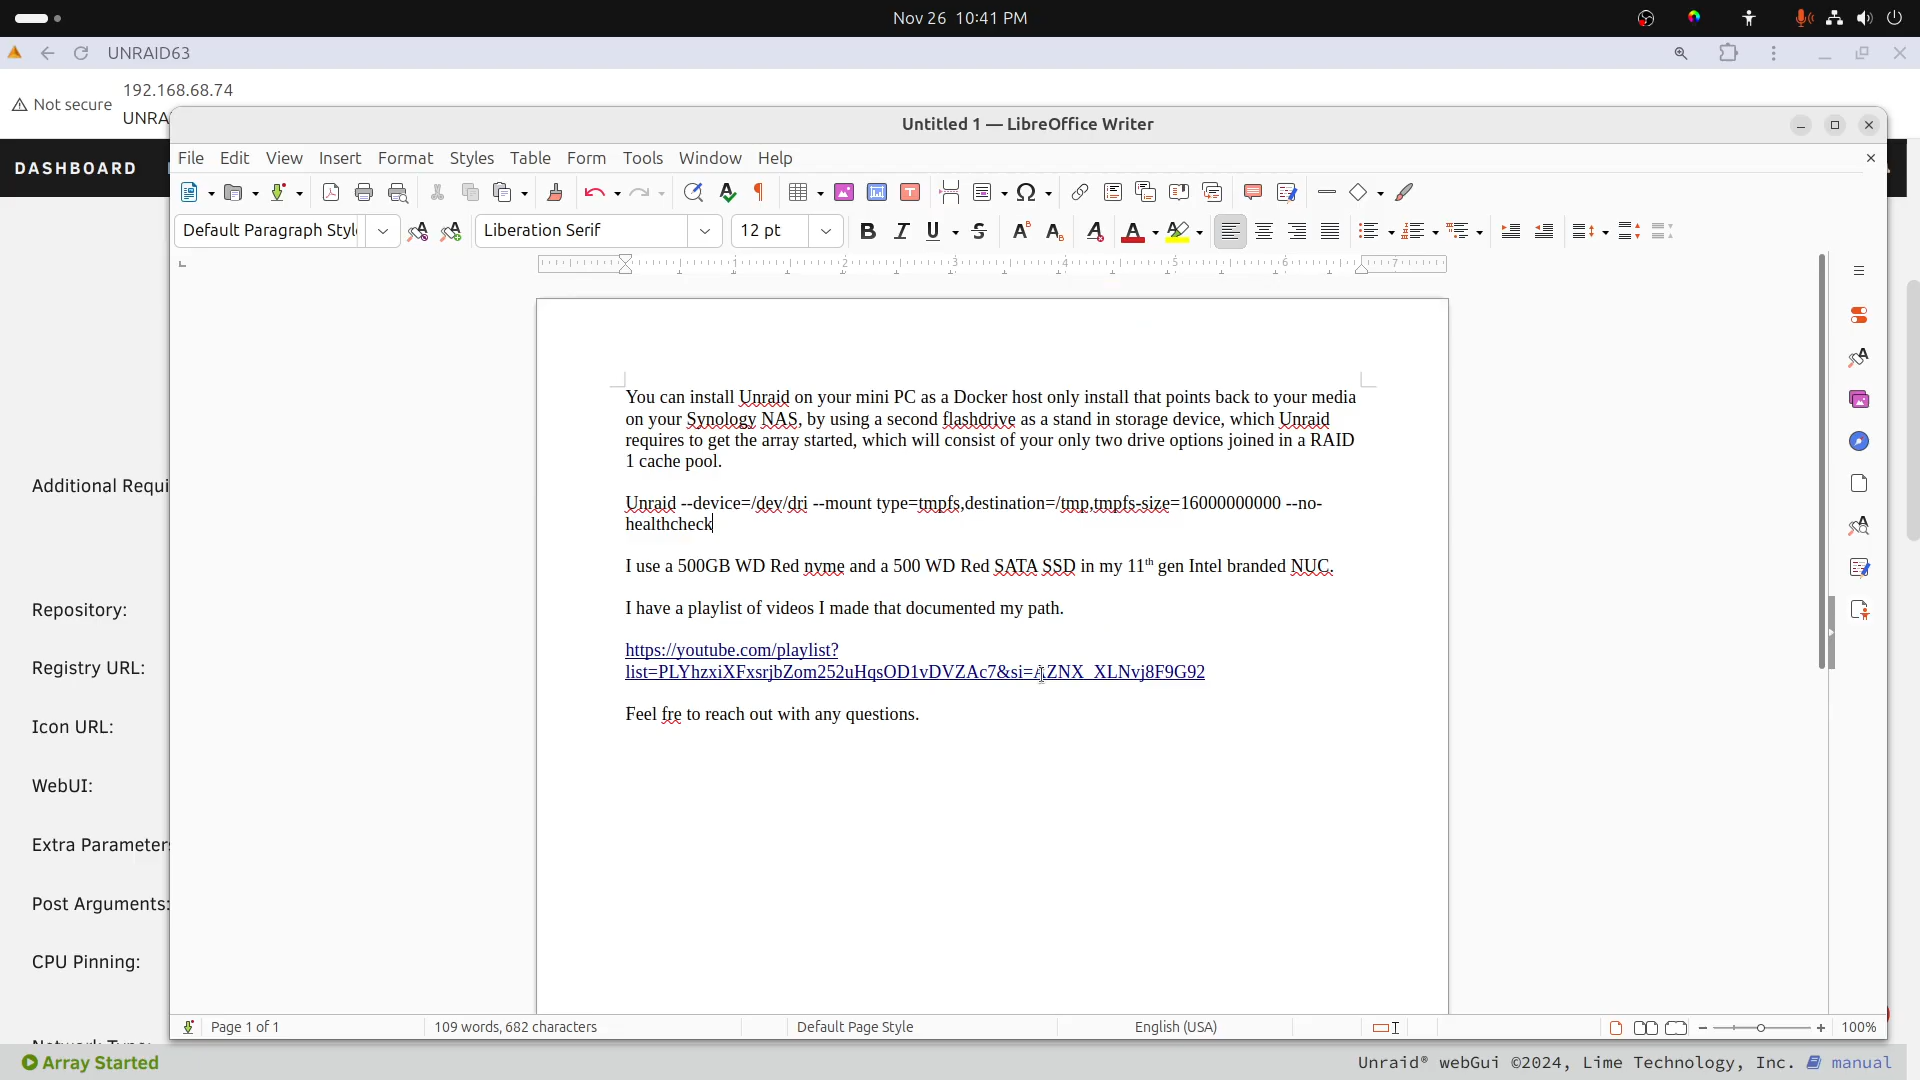 Nov 26 10:41 PM
UNRAID63
Not secure
192.168.68.74
UNRA
DASHBOARD
Untitled 1 — LibreOffice Writer
File Edit View Insert Format Styles Table Form Tools Window Help
Default Paragraph Styl
Liberation Serif
12 pt
1 2 3 4 5 6 7
You can install Unraid on your mini PC as a Docker host only install that points back to your media
on your Synology NAS, by using a second flashdrive as a stand in storage device, which Unraid
requires to get the array started, which will consist of your only two drive options joined in a RAID
1 cache pool.
Unraid --device=/dev/dri --mount type=tmpfs,destination=/tmp,tmpfs-size=16000000000 --no-
healthcheck
I use a 500GB WD Red nvme and a 500 WD Red SATA SSD in my 11th gen Intel branded NUC.
I have a playlist of videos I made that documented my path.
https://youtube.com/playlist?
list=PLYhzxiXFxsrjbZom252uHqsOD1vDVZAc7&si=AZNX_XLNvj8F9G92
Feel fre to reach out with any questions.
Additional Requi
Repository:
Registry URL:
Icon URL:
WebUI:
Extra Parameters
Post Arguments:
CPU Pinning:
Page 1 of 1
109 words, 682 characters
Default Page Style
English (USA)
100%
Array Started
Unraid® webGui ©2024, Lime Technology, Inc. manual